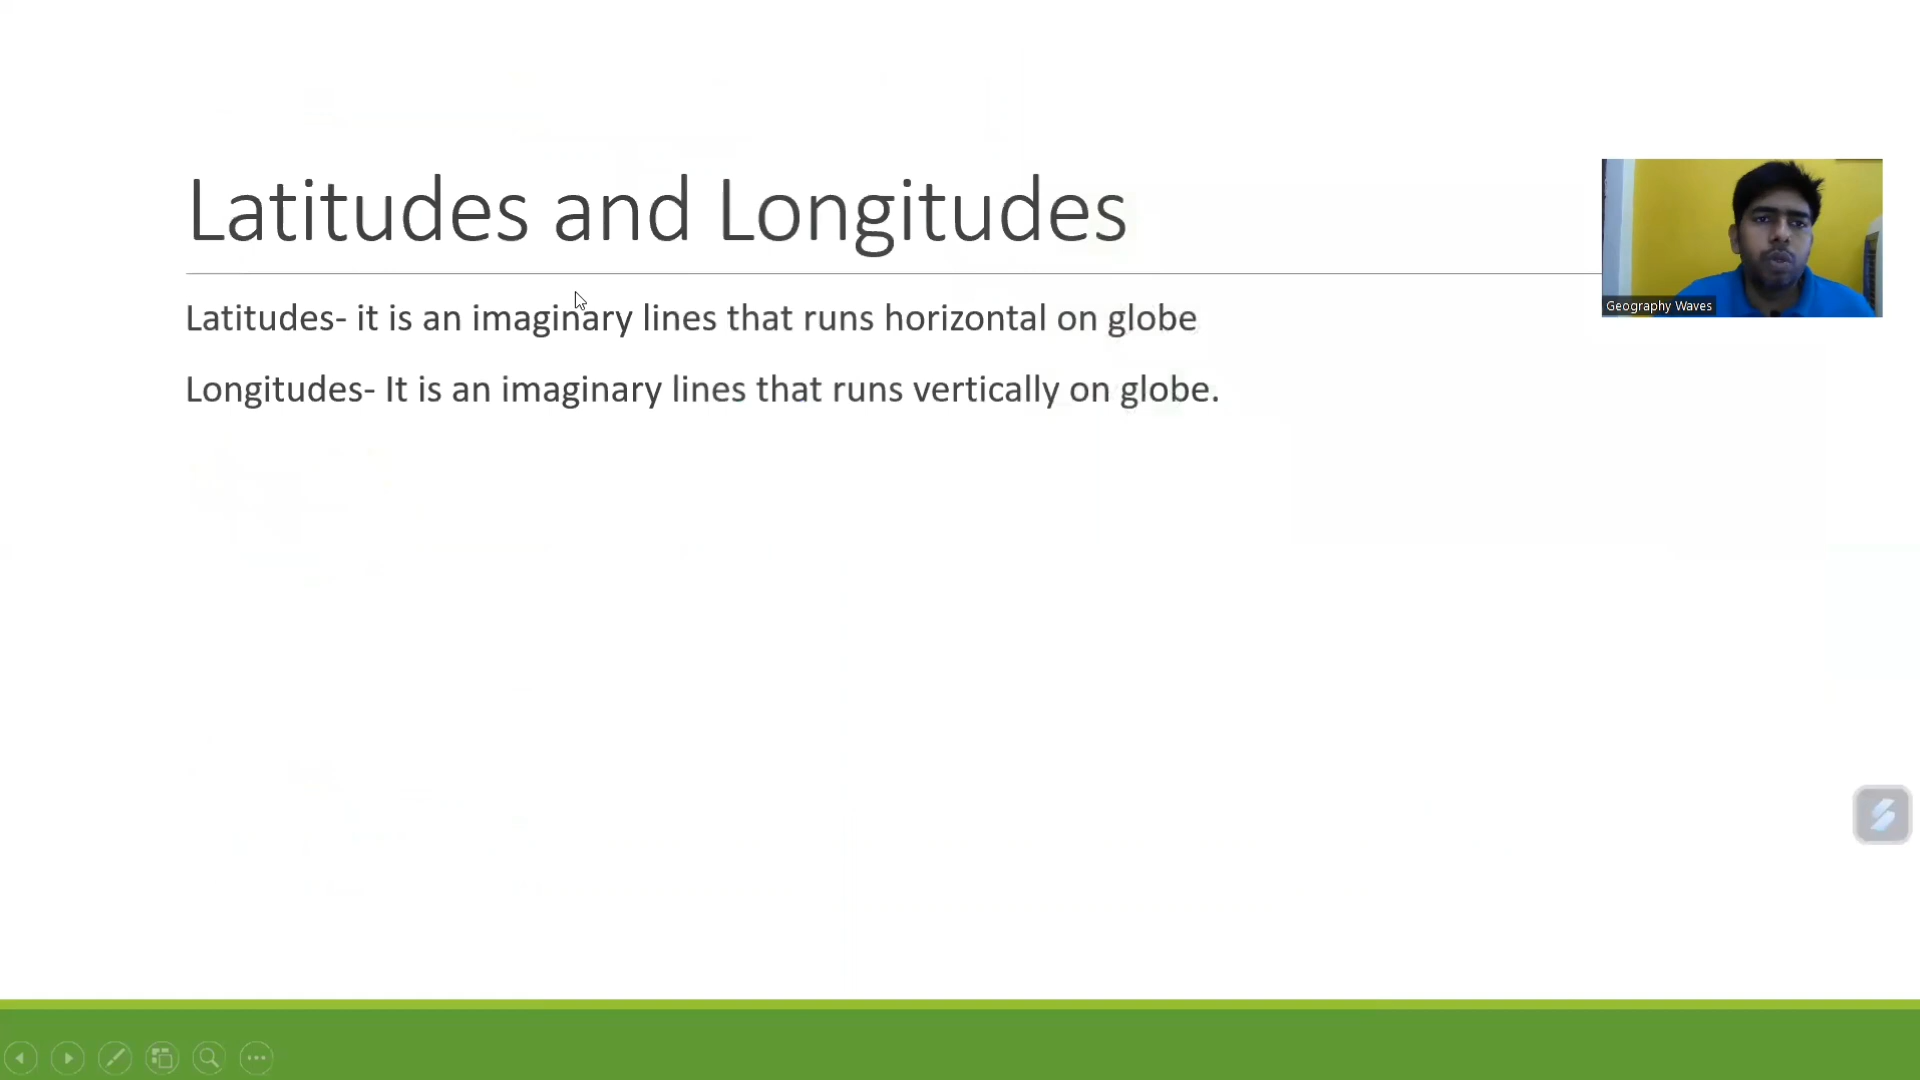 Latitudes and Longitudes
Latitudes- it is an imaginary lines that runs horizontal on globe
Longitudes- It is an imaginary lines that runs vertically on globe.
Geography Waves